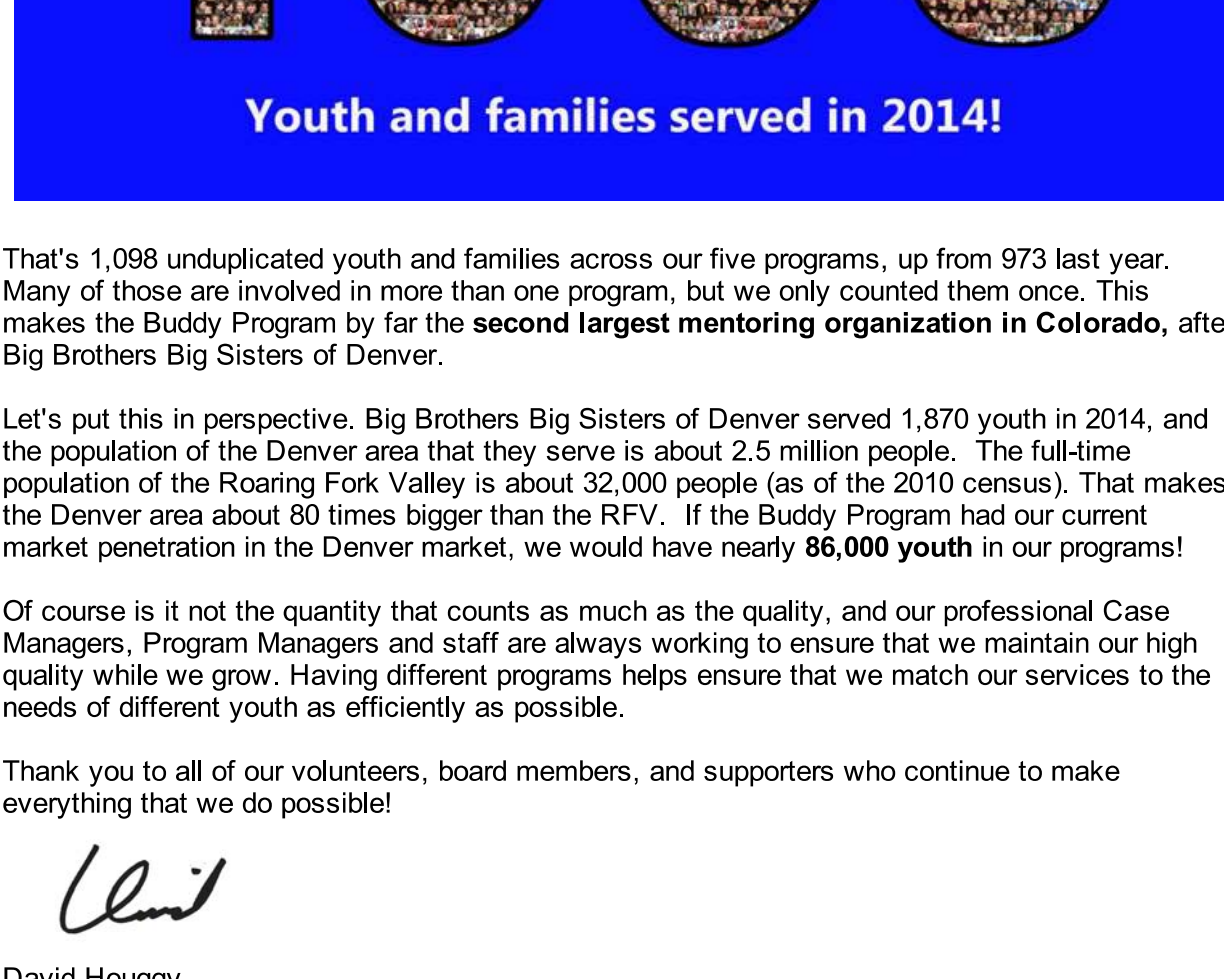 Youth and families served in 2014!
That's 1,098 unduplicated youth and families across our five programs, up from 973 last year.
Many of those are involved in more than one program, but we only counted them once. This
makes the Buddy Program by far the second largest mentoring organization in Colorado, afte
Big Brothers Big Sisters of Denver.
Let's put this in perspective. Big Brothers Big Sisters of Denver served 1,870 youth in 2014, and
the population of the Denver area that they serve is about 2.5 million people. The full-time
population of the Roaring Fork Valley is about 32,000 people (as of the 2010 census). That makes
the Denver area about 80 times bigger than the RFV. If the Buddy Program had our current
market penetration in the Denver market, we would have nearly 86,000 youth in our programs!
Of course is it not the quantity that counts as much as the quality, and our professional Case
Managers, Program Managers and staff are always working to ensure that we maintain our high
quality while we grow. Having different programs helps ensure that we match our services to the
needs of different youth as efficiently as possible.
Thank you to all of our volunteers, board members, and supporters who continue to make
everything that we do possible!
David
David Houggy